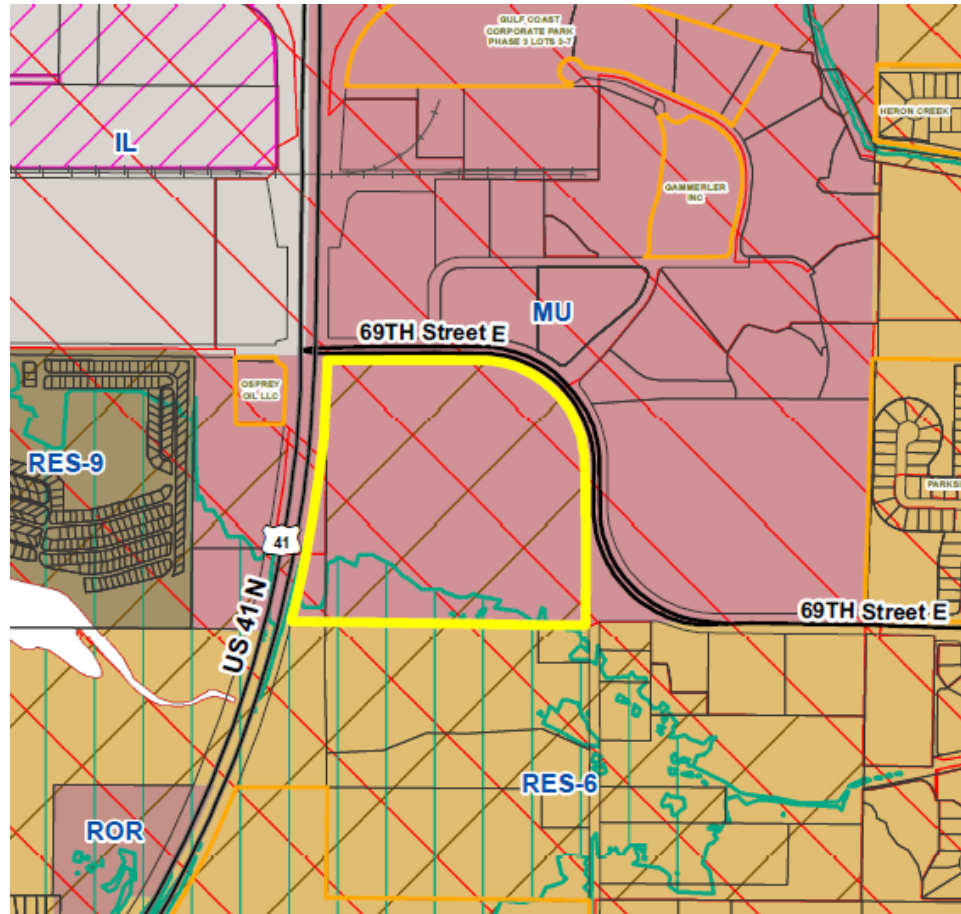 GULF COAST
CORPORATE PARK
PHASE 3 LOTS 3-7
HERON CREEK
IL
GAMMERLER
INC
MU
69TH Street E
OSPREY
OIL LLC
RES-9
PARKS
41
US 41 N
69TH Street E
RES-6
ROR